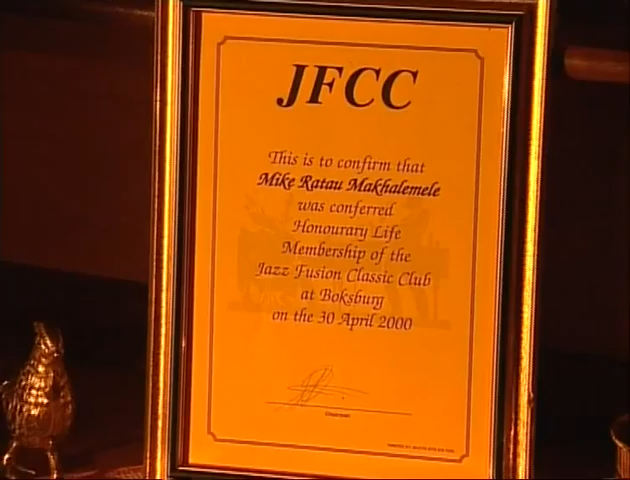 JFCC
This is to confirm that
Mike Ratau Makhalemele
was conferred
Honourary Life
Membership of the
Jazz Fusion Classic Club
at Boksburg
on the 30 April 2000
Chairman